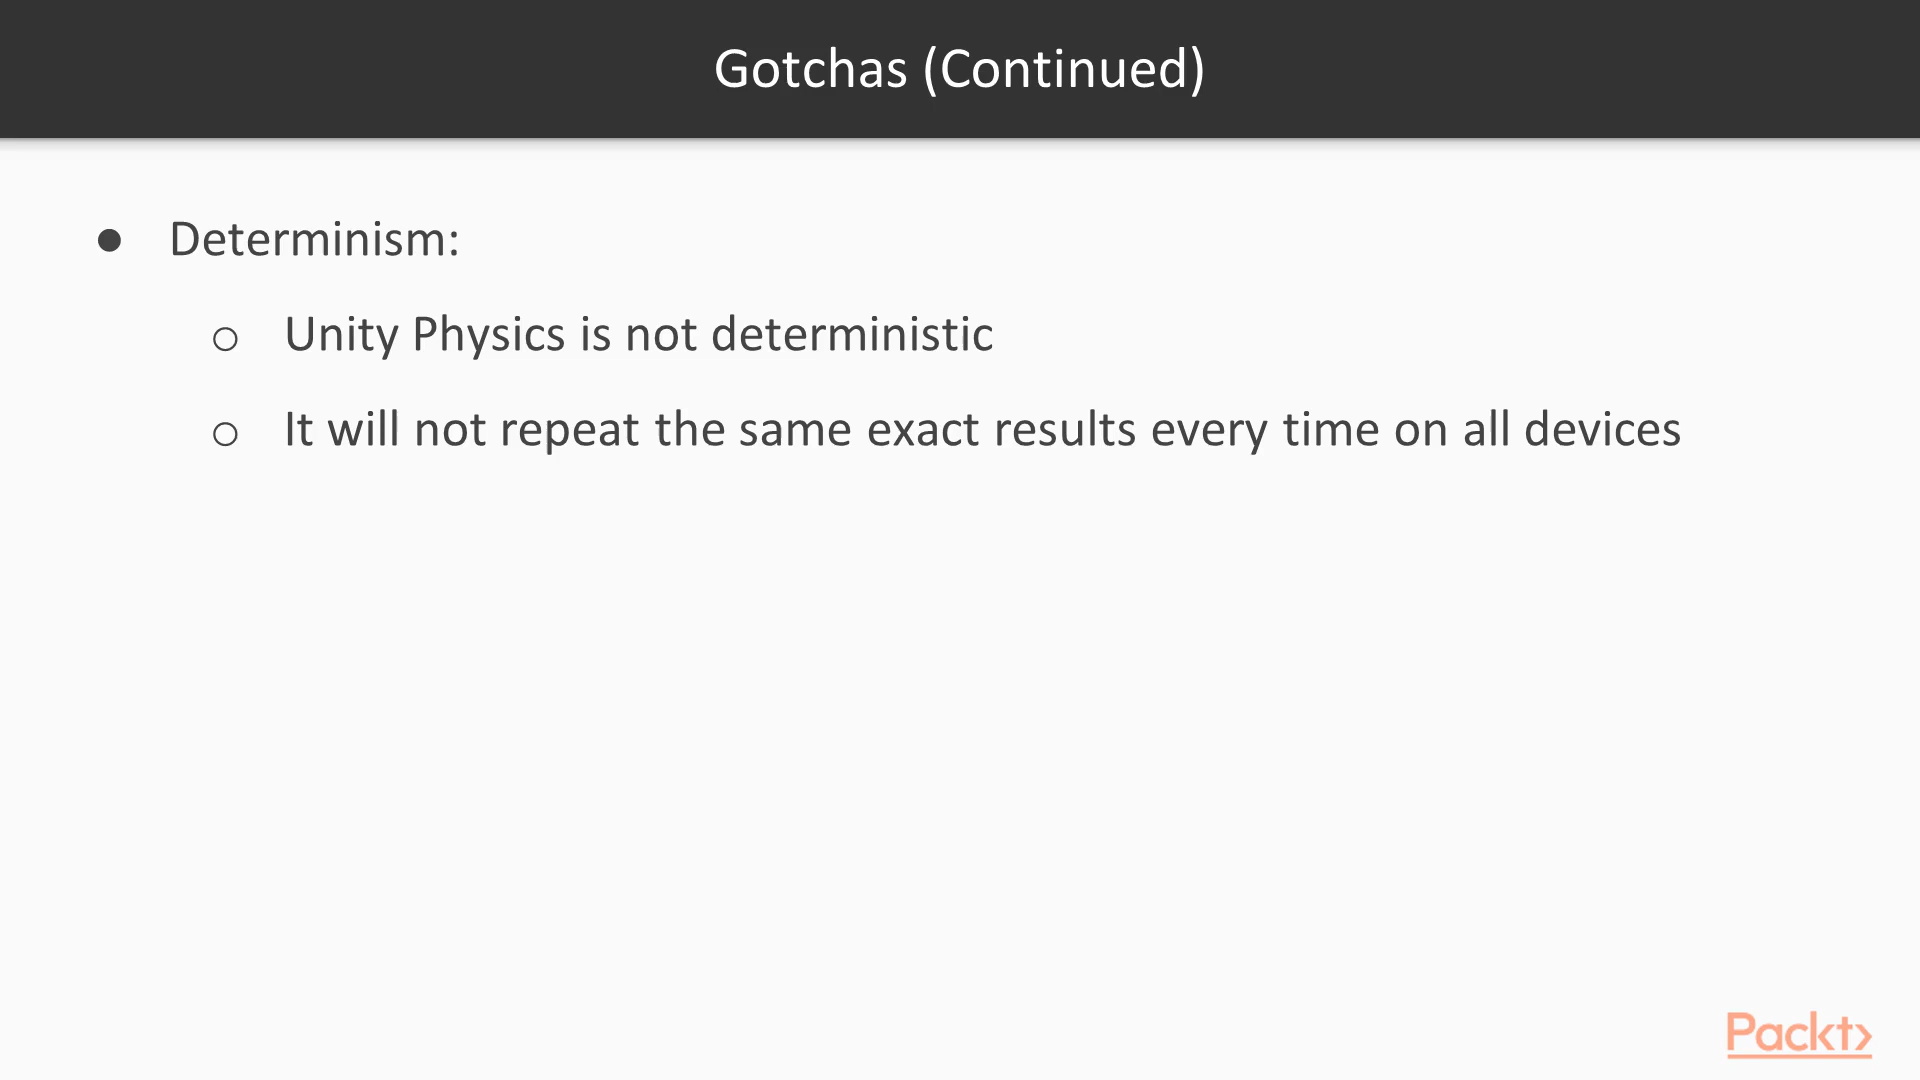 Gotchas (Continued)
● Determinism:
○ Unity Physics is not deterministic
○ It will not repeat the same exact results every time on all devices
Packt>